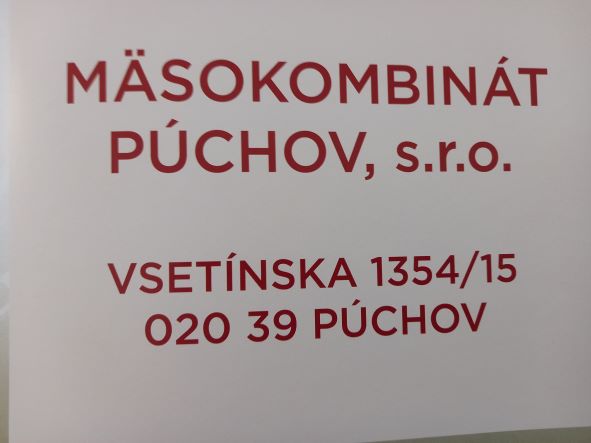 MÄSOKOMBINÁT
PÚCHOV, s.r.o.
VSETÍNSKA 1354/15
020 39 PÚCHOV